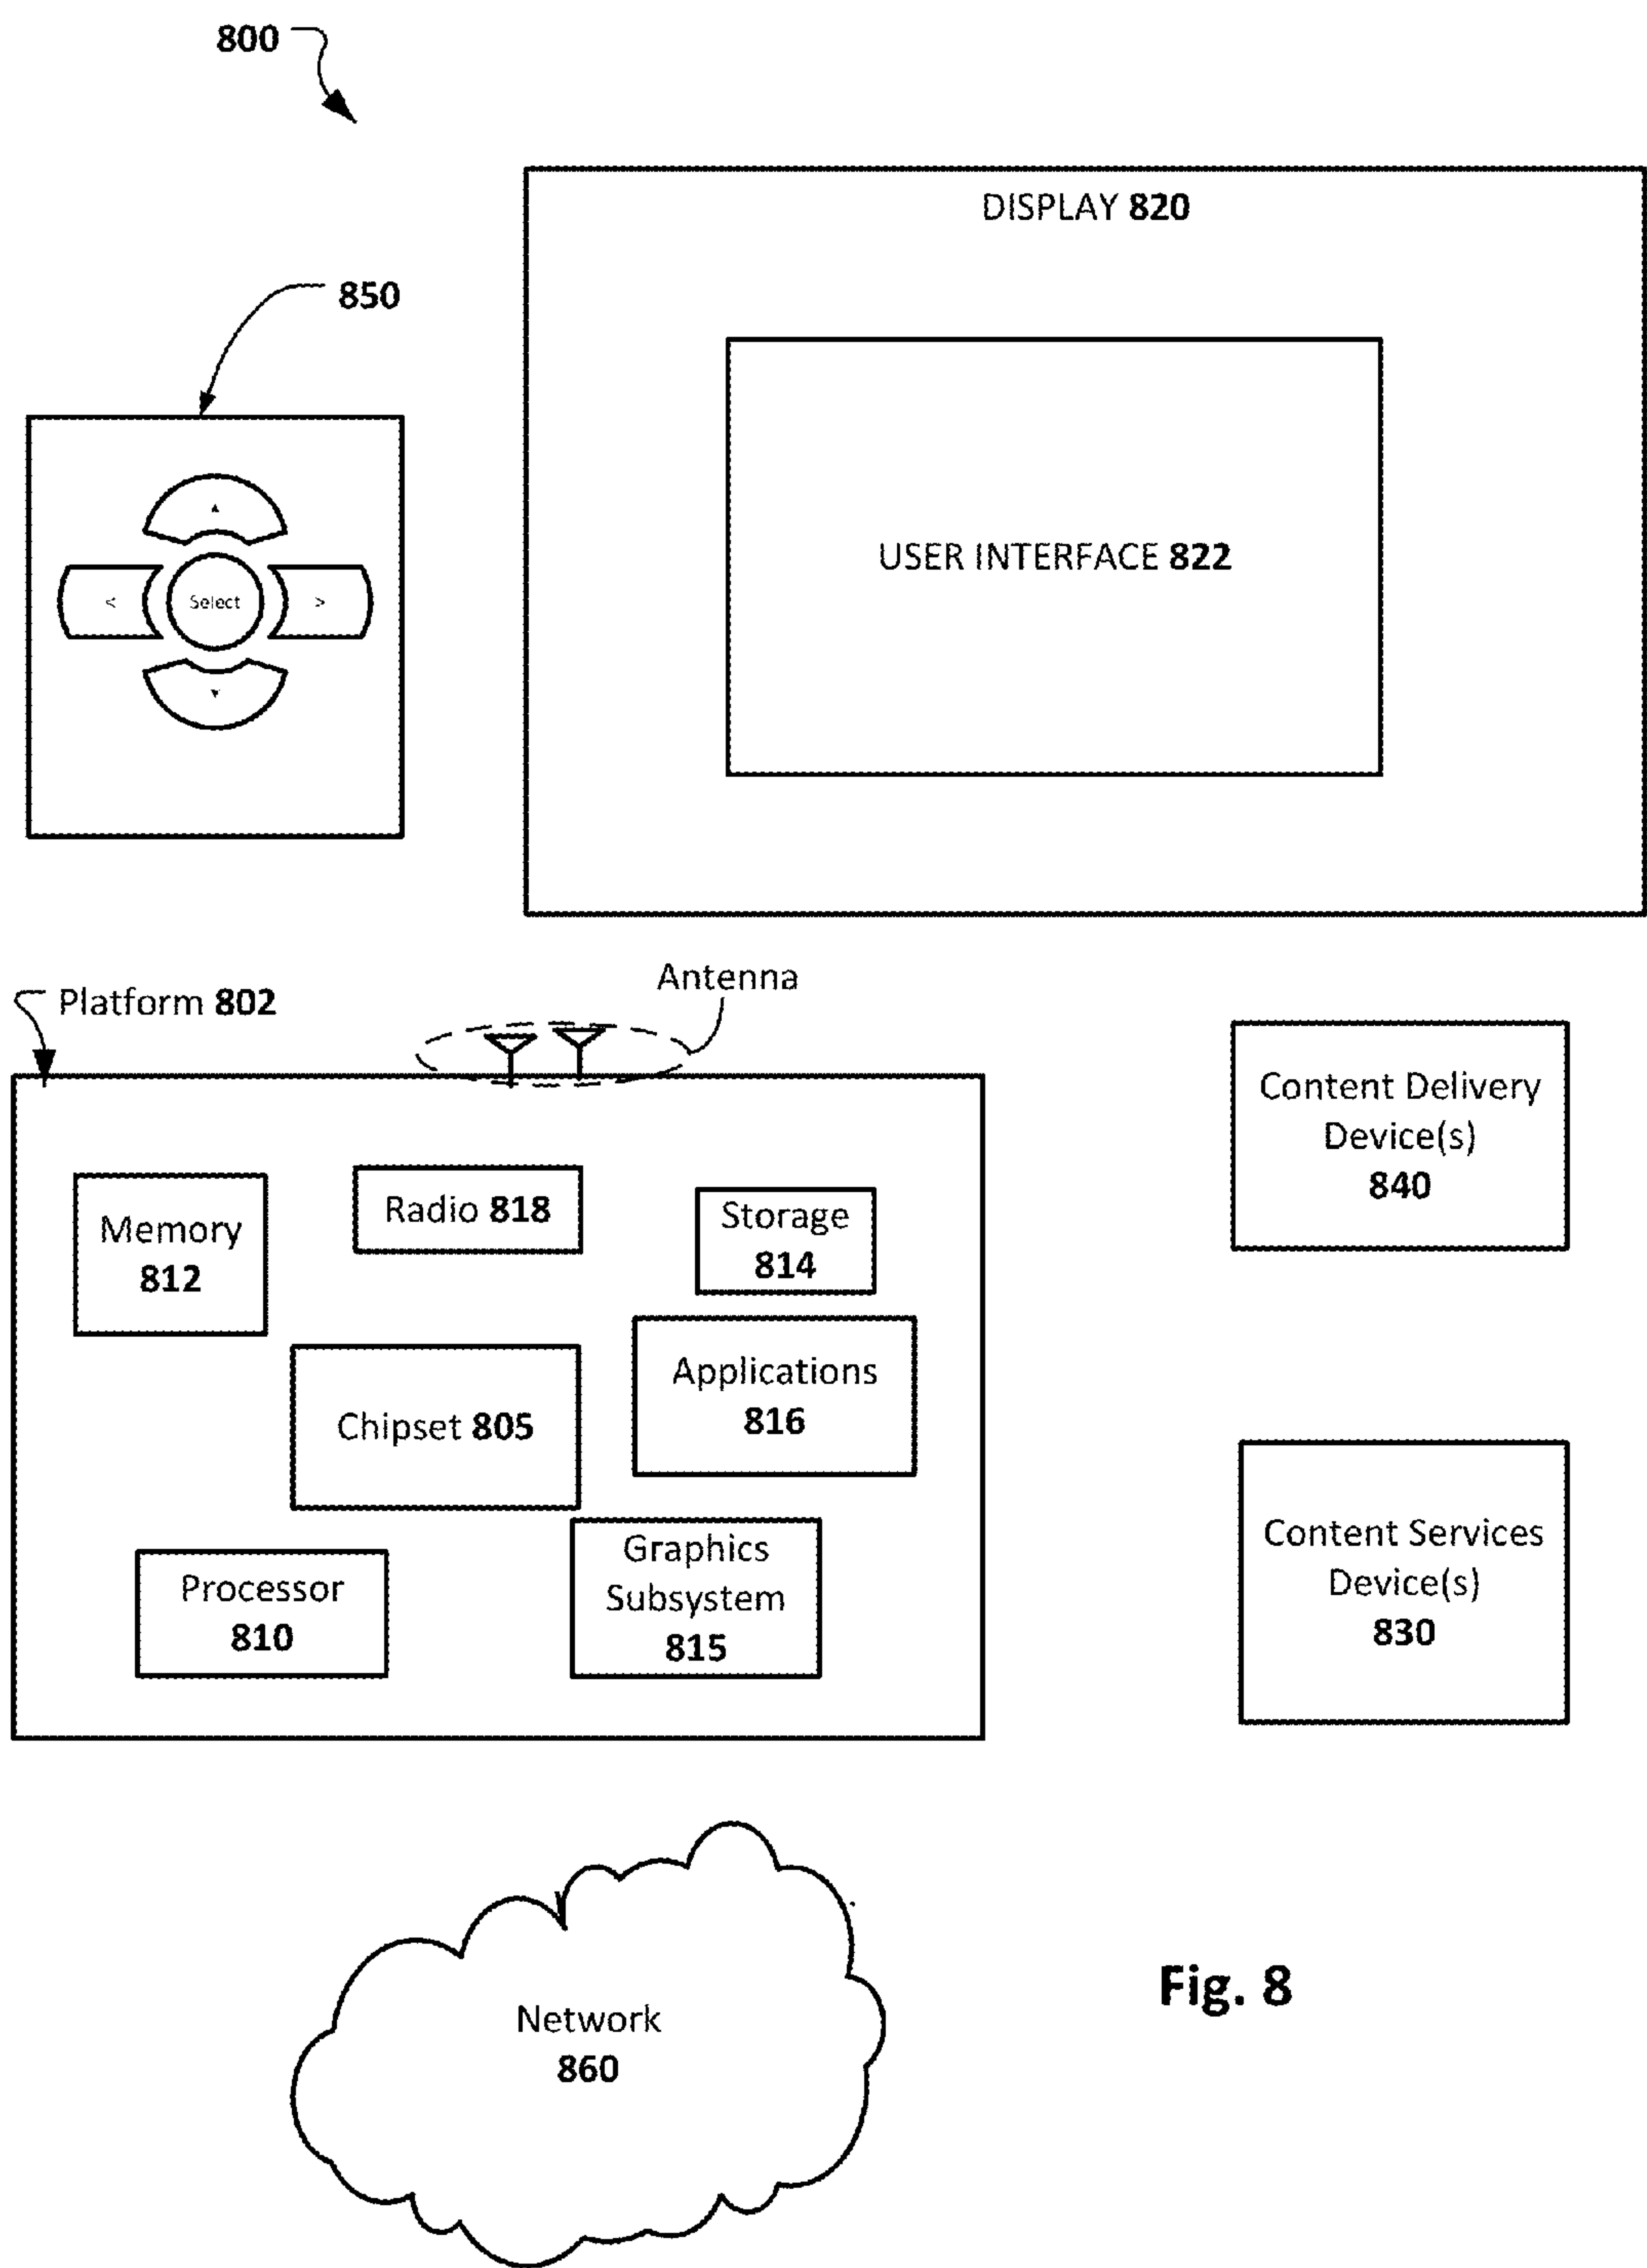 800
DISPLAY 820
850
USER INTERFACE 822
<
Select
>
Platform 802
Antenna
Memory
812
Radio 818
Storage
814
Chipset 805
Applications
816
Processor
810
Graphics
Subsystem
815
Content Delivery
Device(s)
840
Content Services
Device(s)
830
Network
860
Fig. 8